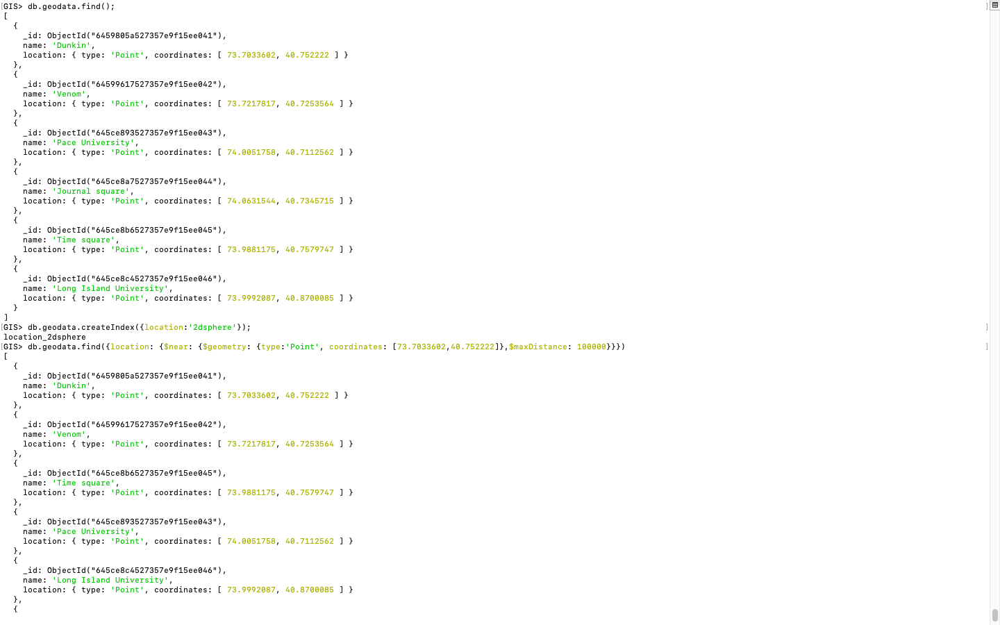 [GIS> db.geodata.find(); ]
[
  {
    _id: ObjectId("6459805a527357e9f15ee041"),
    name: 'Dunkin',
    location: { type: 'Point', coordinates: [ 73.7033602, 40.752222 ] }
  },
  {
    _id: ObjectId("64599617527357e9f15ee042"),
    name: 'Venom',
    location: { type: 'Point', coordinates: [ 73.7217817, 40.7253564 ] }
  },
  {
    _id: ObjectId("645ce893527357e9f15ee043"),
    name: 'Pace University',
    location: { type: 'Point', coordinates: [ 74.0051758, 40.7112562 ] }
  },
  {
    _id: ObjectId("645ce8a7527357e9f15ee044"),
    name: 'Journal square',
    location: { type: 'Point', coordinates: [ 74.0631544, 40.7345715 ] }
  },
  {
    _id: ObjectId("645ce8b6527357e9f15ee045"),
    name: 'Time square',
    location: { type: 'Point', coordinates: [ 73.9881175, 40.7579747 ] }
  },
  {
    _id: ObjectId("645ce8c4527357e9f15ee046"),
    name: 'Long Island University',
    location: { type: 'Point', coordinates: [ 73.9992087, 40.8700085 ] }
  }
]
[GIS> db.geodata.createIndex({location:'2dsphere'}); ]
location_2dsphere
[GIS> db.geodata.find({location: {$near: {$geometry: {type:'Point', coordinates: [73.7033602,40.752222]},$maxDistance: 100000}}}) ]
[
  {
    _id: ObjectId("6459805a527357e9f15ee041"),
    name: 'Dunkin',
    location: { type: 'Point', coordinates: [ 73.7033602, 40.752222 ] }
  },
  {
    _id: ObjectId("64599617527357e9f15ee042"),
    name: 'Venom',
    location: { type: 'Point', coordinates: [ 73.7217817, 40.7253564 ] }
  },
  {
    _id: ObjectId("645ce8b6527357e9f15ee045"),
    name: 'Time square',
    location: { type: 'Point', coordinates: [ 73.9881175, 40.7579747 ] }
  },
  {
    _id: ObjectId("645ce893527357e9f15ee043"),
    name: 'Pace University',
    location: { type: 'Point', coordinates: [ 74.0051758, 40.7112562 ] }
  },
  {
    _id: ObjectId("645ce8c4527357e9f15ee046"),
    name: 'Long Island University',
    location: { type: 'Point', coordinates: [ 73.9992087, 40.8700085 ] }
  },
  {